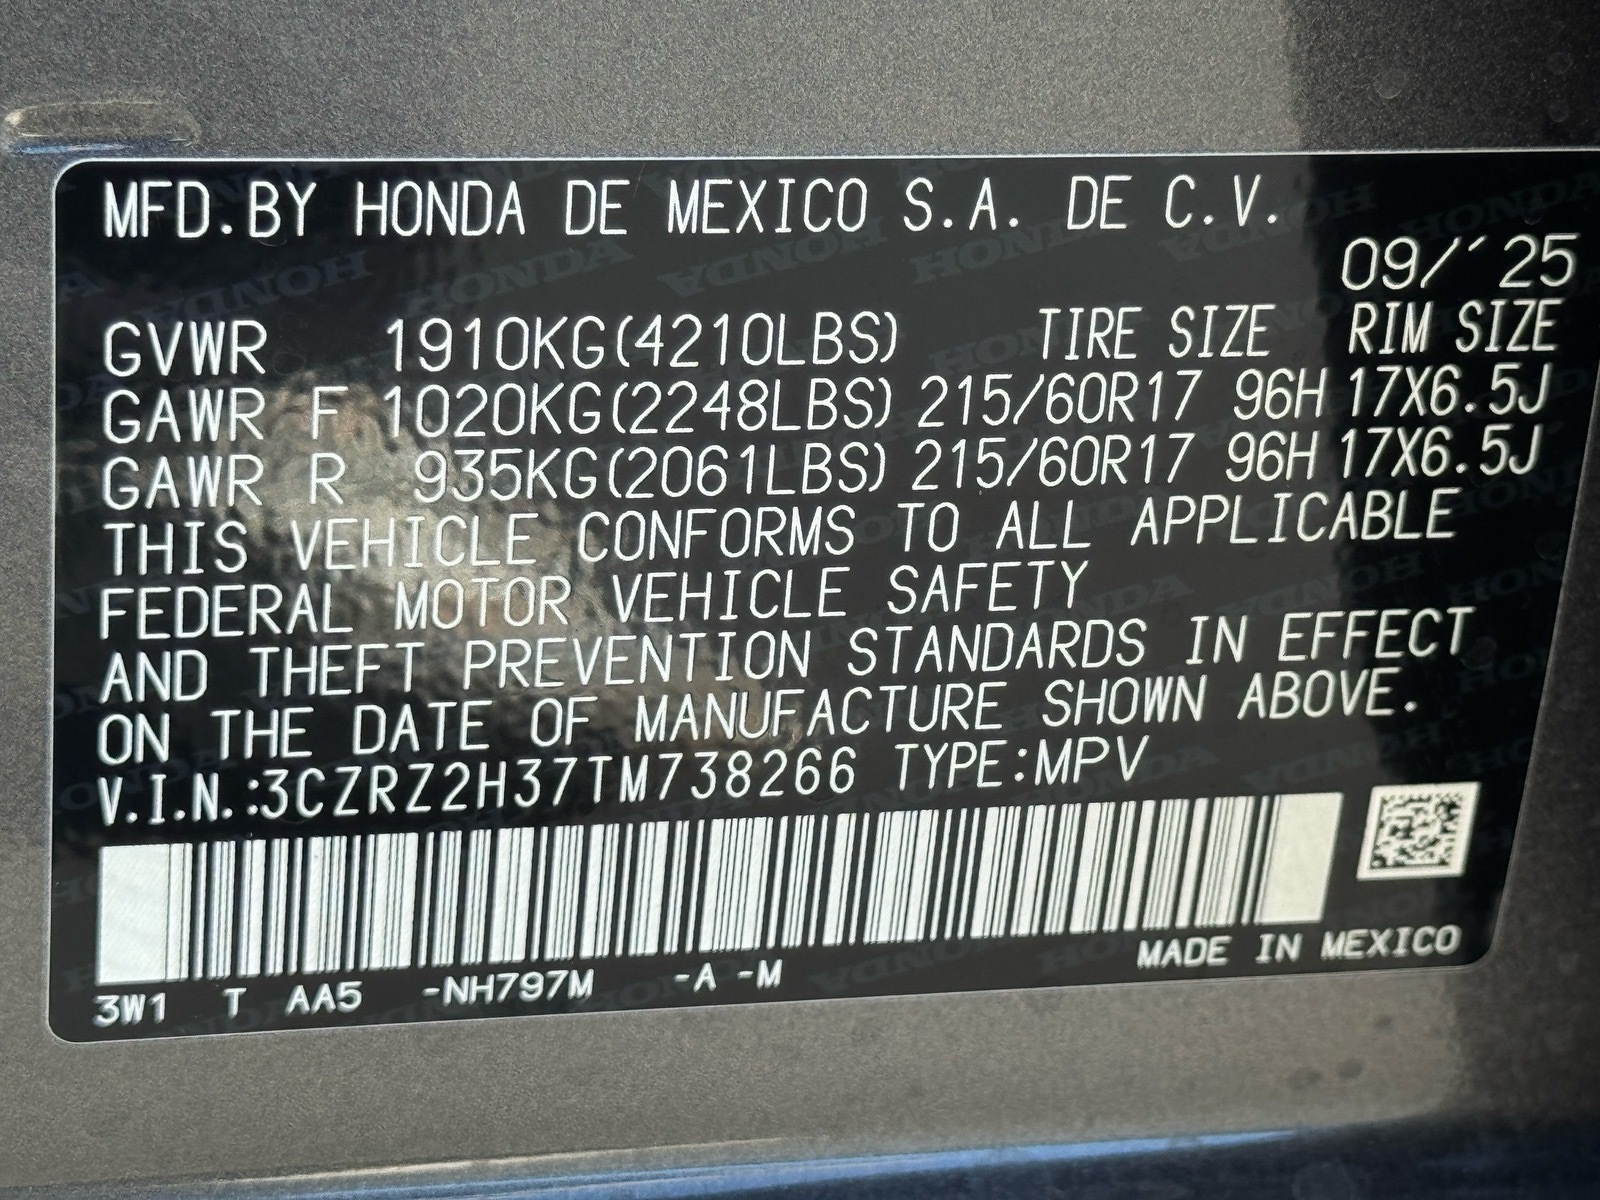 MFD.BY HONDA DE MEXICO S.A. DE C.V.
09/´25
GVWR 1910KG(4210LBS) TIRE SIZE RIM SIZE
GAWR F 1020KG(2248LBS) 215/60R17 96H 17X6.5J
GAWR R 935KG(2061LBS) 215/60R17 96H 17X6.5J
THIS VEHICLE CONFORMS TO ALL APPLICABLE
FEDERAL MOTOR VEHICLE SAFETY
AND THEFT PREVENTION STANDARDS IN EFFECT
ON THE DATE OF MANUFACTURE SHOWN ABOVE.
V.I.N.:3CZRZ2H37TM738266 TYPE:MPV
MADE IN MEXICO
3W1 T AA5 -NH797M -A -M